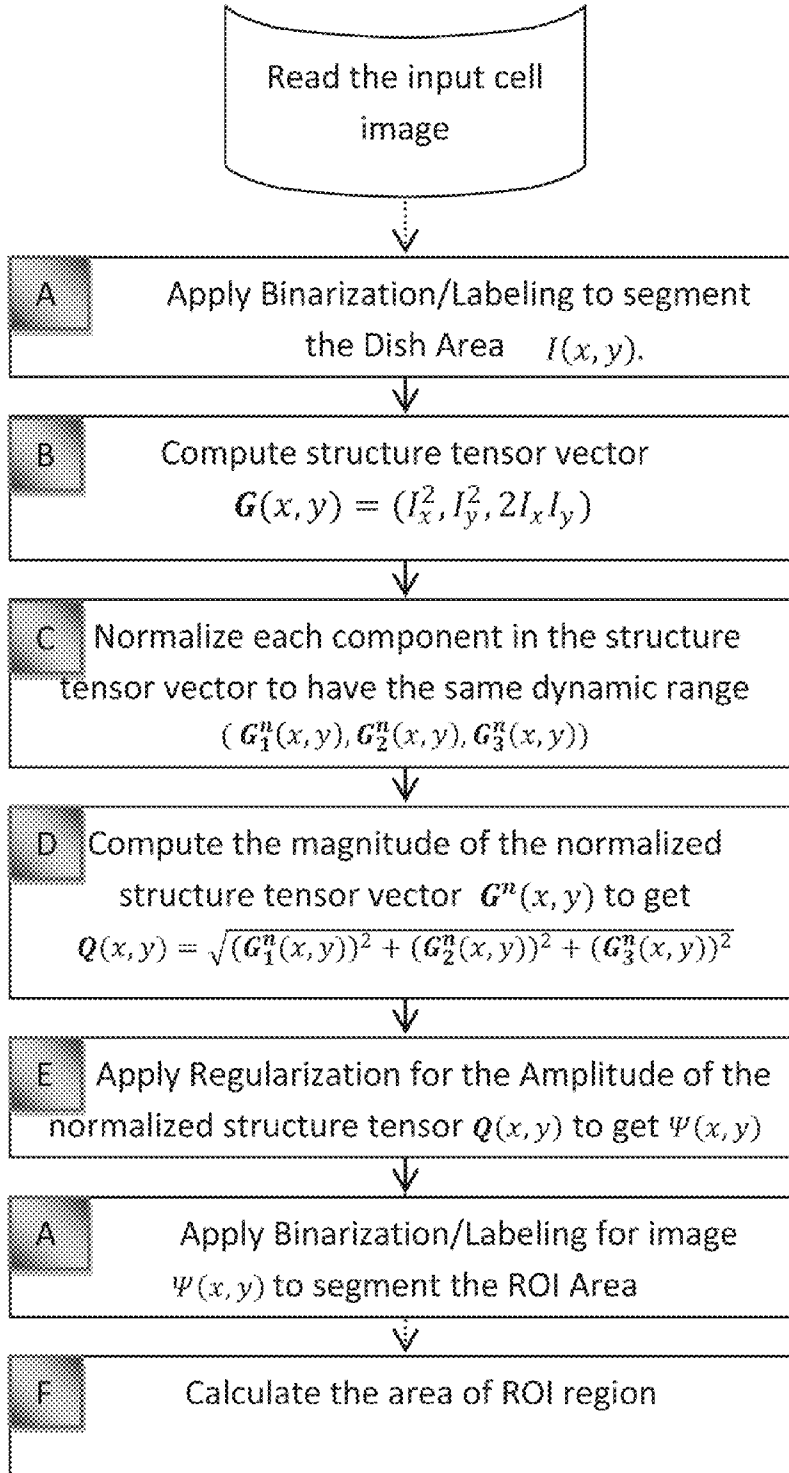 Read the input cell
image
A Apply Binarization/Labeling to segment
the Dish Area I(x, y).
B Compute structure tensor vector
G(x, y) = (I_x^2, I_y^2, 2I_xI_y)
C Normalize each component in the structure
tensor vector to have the same dynamic range
( G_1^n(x, y), G_2^n(x, y), G_3^n(x, y))
D Compute the magnitude of the normalized
structure tensor vector G^n(x, y) to get
Q(x, y) = √(G_1^n(x, y))^2 + (G_2^n(x, y))^2 + (G_3^n(x, y))^2
E Apply Regularization for the Amplitude of the
normalized structure tensor Q(x, y) to get Ψ(x, y)
A Apply Binarization/Labeling for image
Ψ(x, y) to segment the ROI Area
F Calculate the area of ROI region